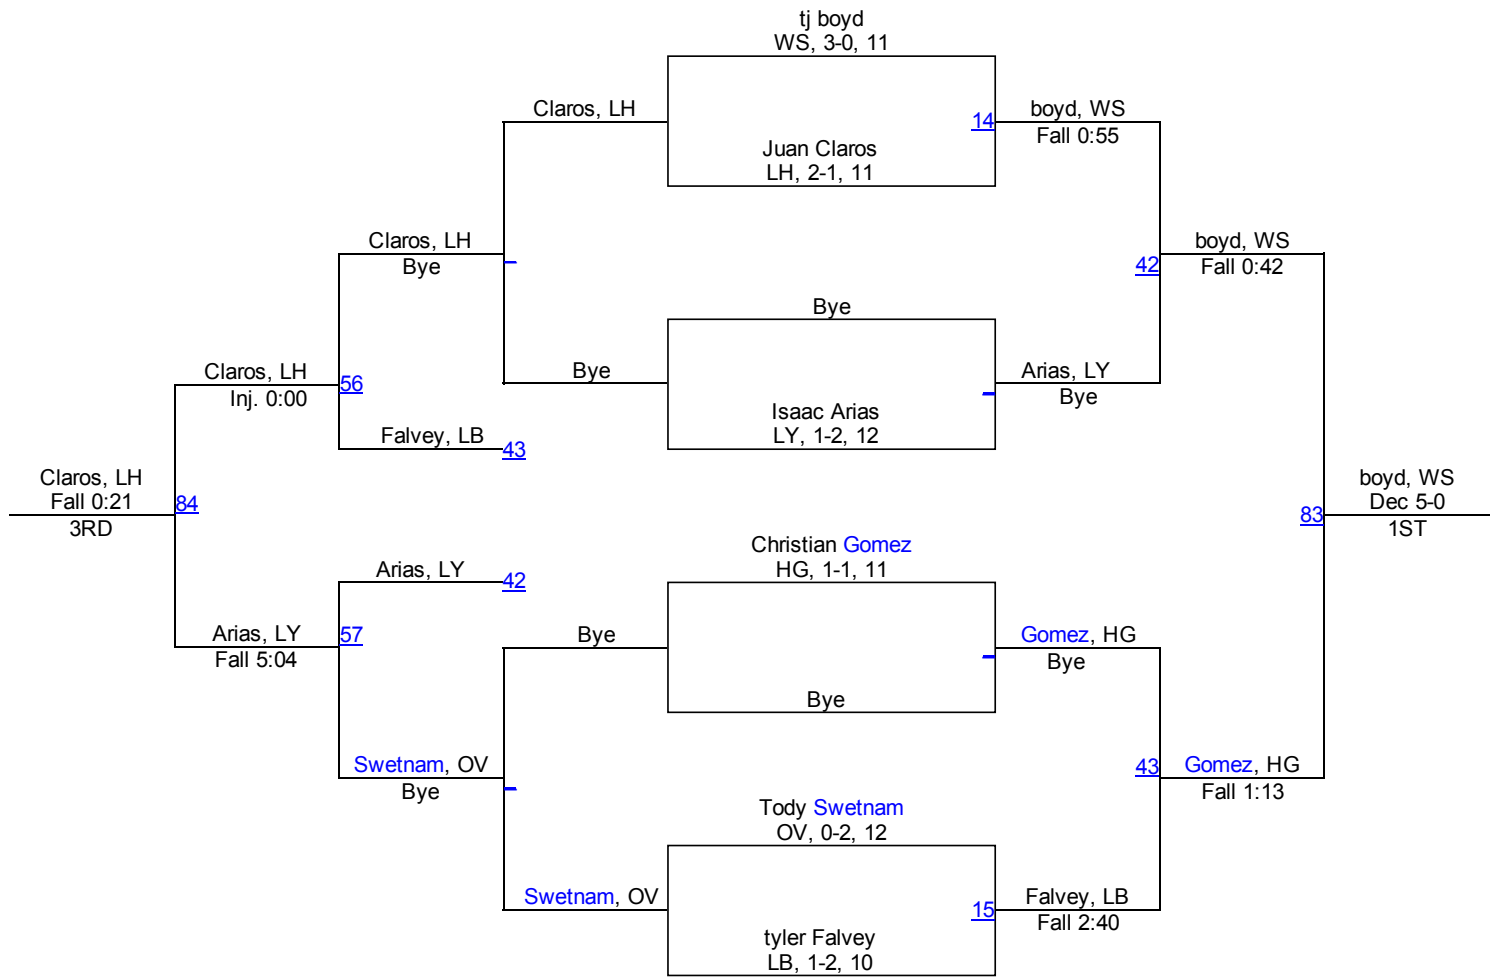 tj boyd
WS, 3-0, 11
Claros, LH
14
boyd, WS
Fall 0:55
Juan Claros
LH, 2-1, 11
Claros, LH
Bye
42
boyd, WS
Fall 0:42
Bye
Claros, LH
Inj. 0:00
56
Bye
Arias, LY
Bye
Isaac Arias
LY, 1-2, 12
Falvey, LB
43
Claros, LH
Fall 0:21
3RD
84
83
boyd, WS
Dec 5-0
1ST
Christian Gomez
HG, 1-1, 11
Arias, LY
42
Arias, LY
Fall 5:04
57
Bye
Gomez, HG
Bye
Bye
Swetnam, OV
Bye
43
Gomez, HG
Fall 1:13
Tody Swetnam
OV, 0-2, 12
Swetnam, OV
15
Falvey, LB
Fall 2:40
tyler Falvey
LB, 1-2, 10